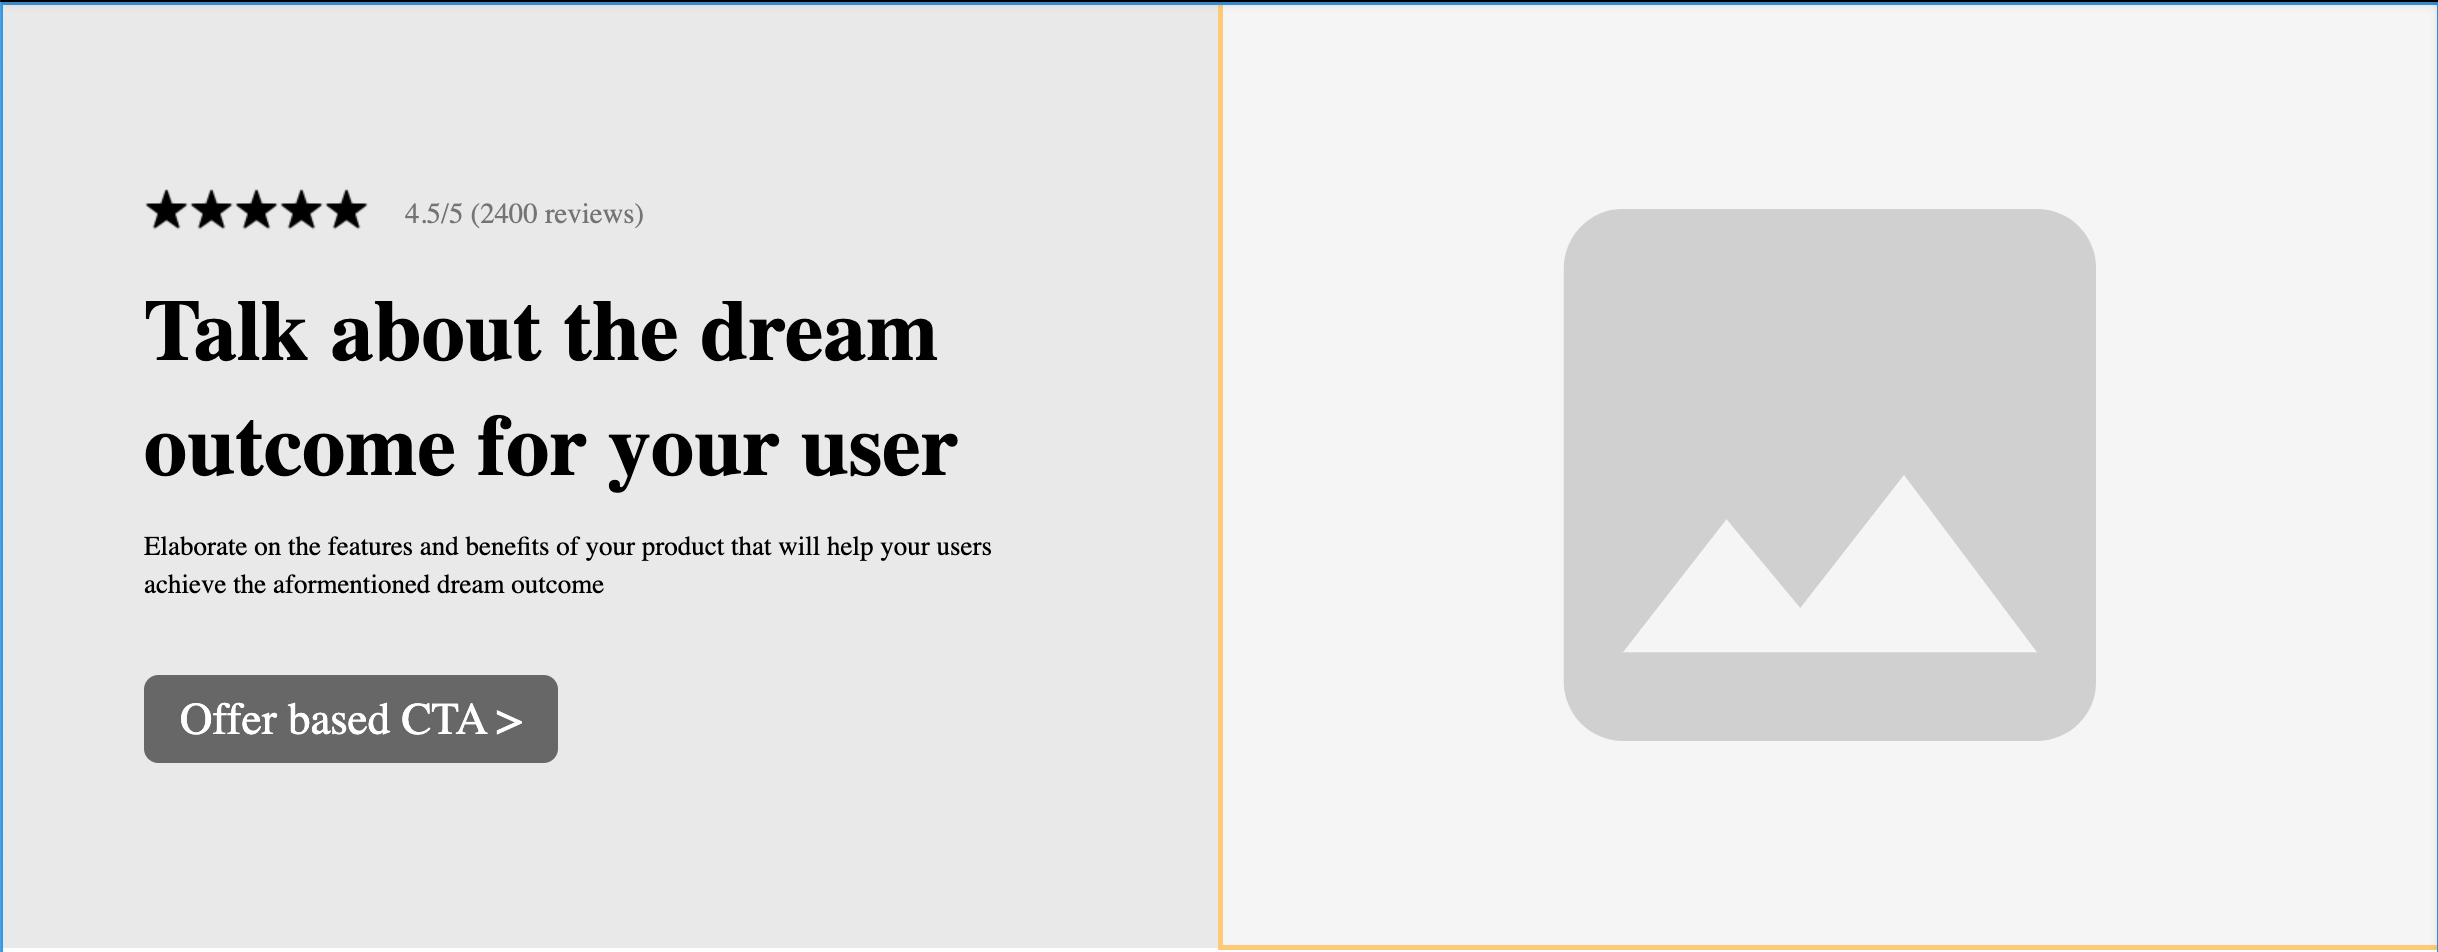 ★★★★★ 4.5/5 (2400 reviews)
Talk about the dream
outcome for your user
Elaborate on the features and benefits of your product that will help your users
achieve the aformentioned dream outcome
Offer based CTA >